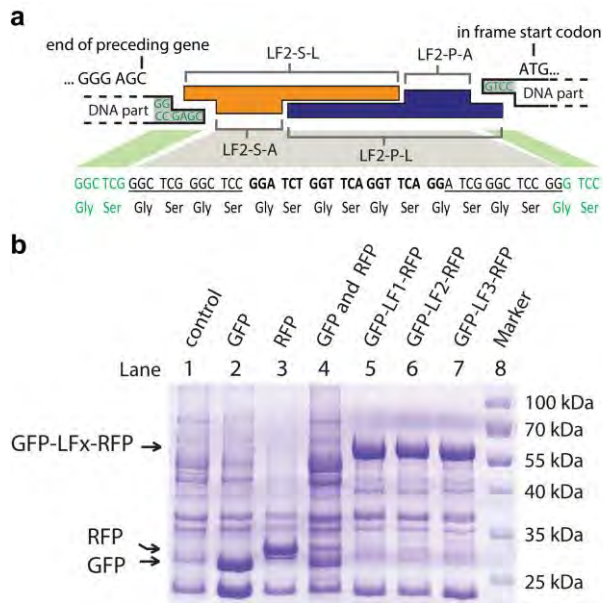 a
end of preceding gene
in frame start codon
LF2-S-L
LF2-P-A
... GGG AGC
ATG...
DNA part
GG
CC GAGC
GTCC
DNA part
LF2-S-A
LF2-P-L
GGC TCG GGC TCG GGC TCC GGA TCT GGT TCA GGT TCA GGA TCG GGC TCC GGG TCC
Gly Ser Gly Ser Gly Ser Gly Ser Gly Ser Gly Ser Gly Ser Gly Ser
b
control
GFP
RFP
GFP and RFP
GFP-LF1-RFP
GFP-LF2-RFP
GFP-LF3-RFP
Marker
Lane 1 2 3 4 5 6 7 8
100 kDa
70 kDa
GFP-LFx-RFP
55 kDa
40 kDa
RFP
35 kDa
GFP
25 kDa